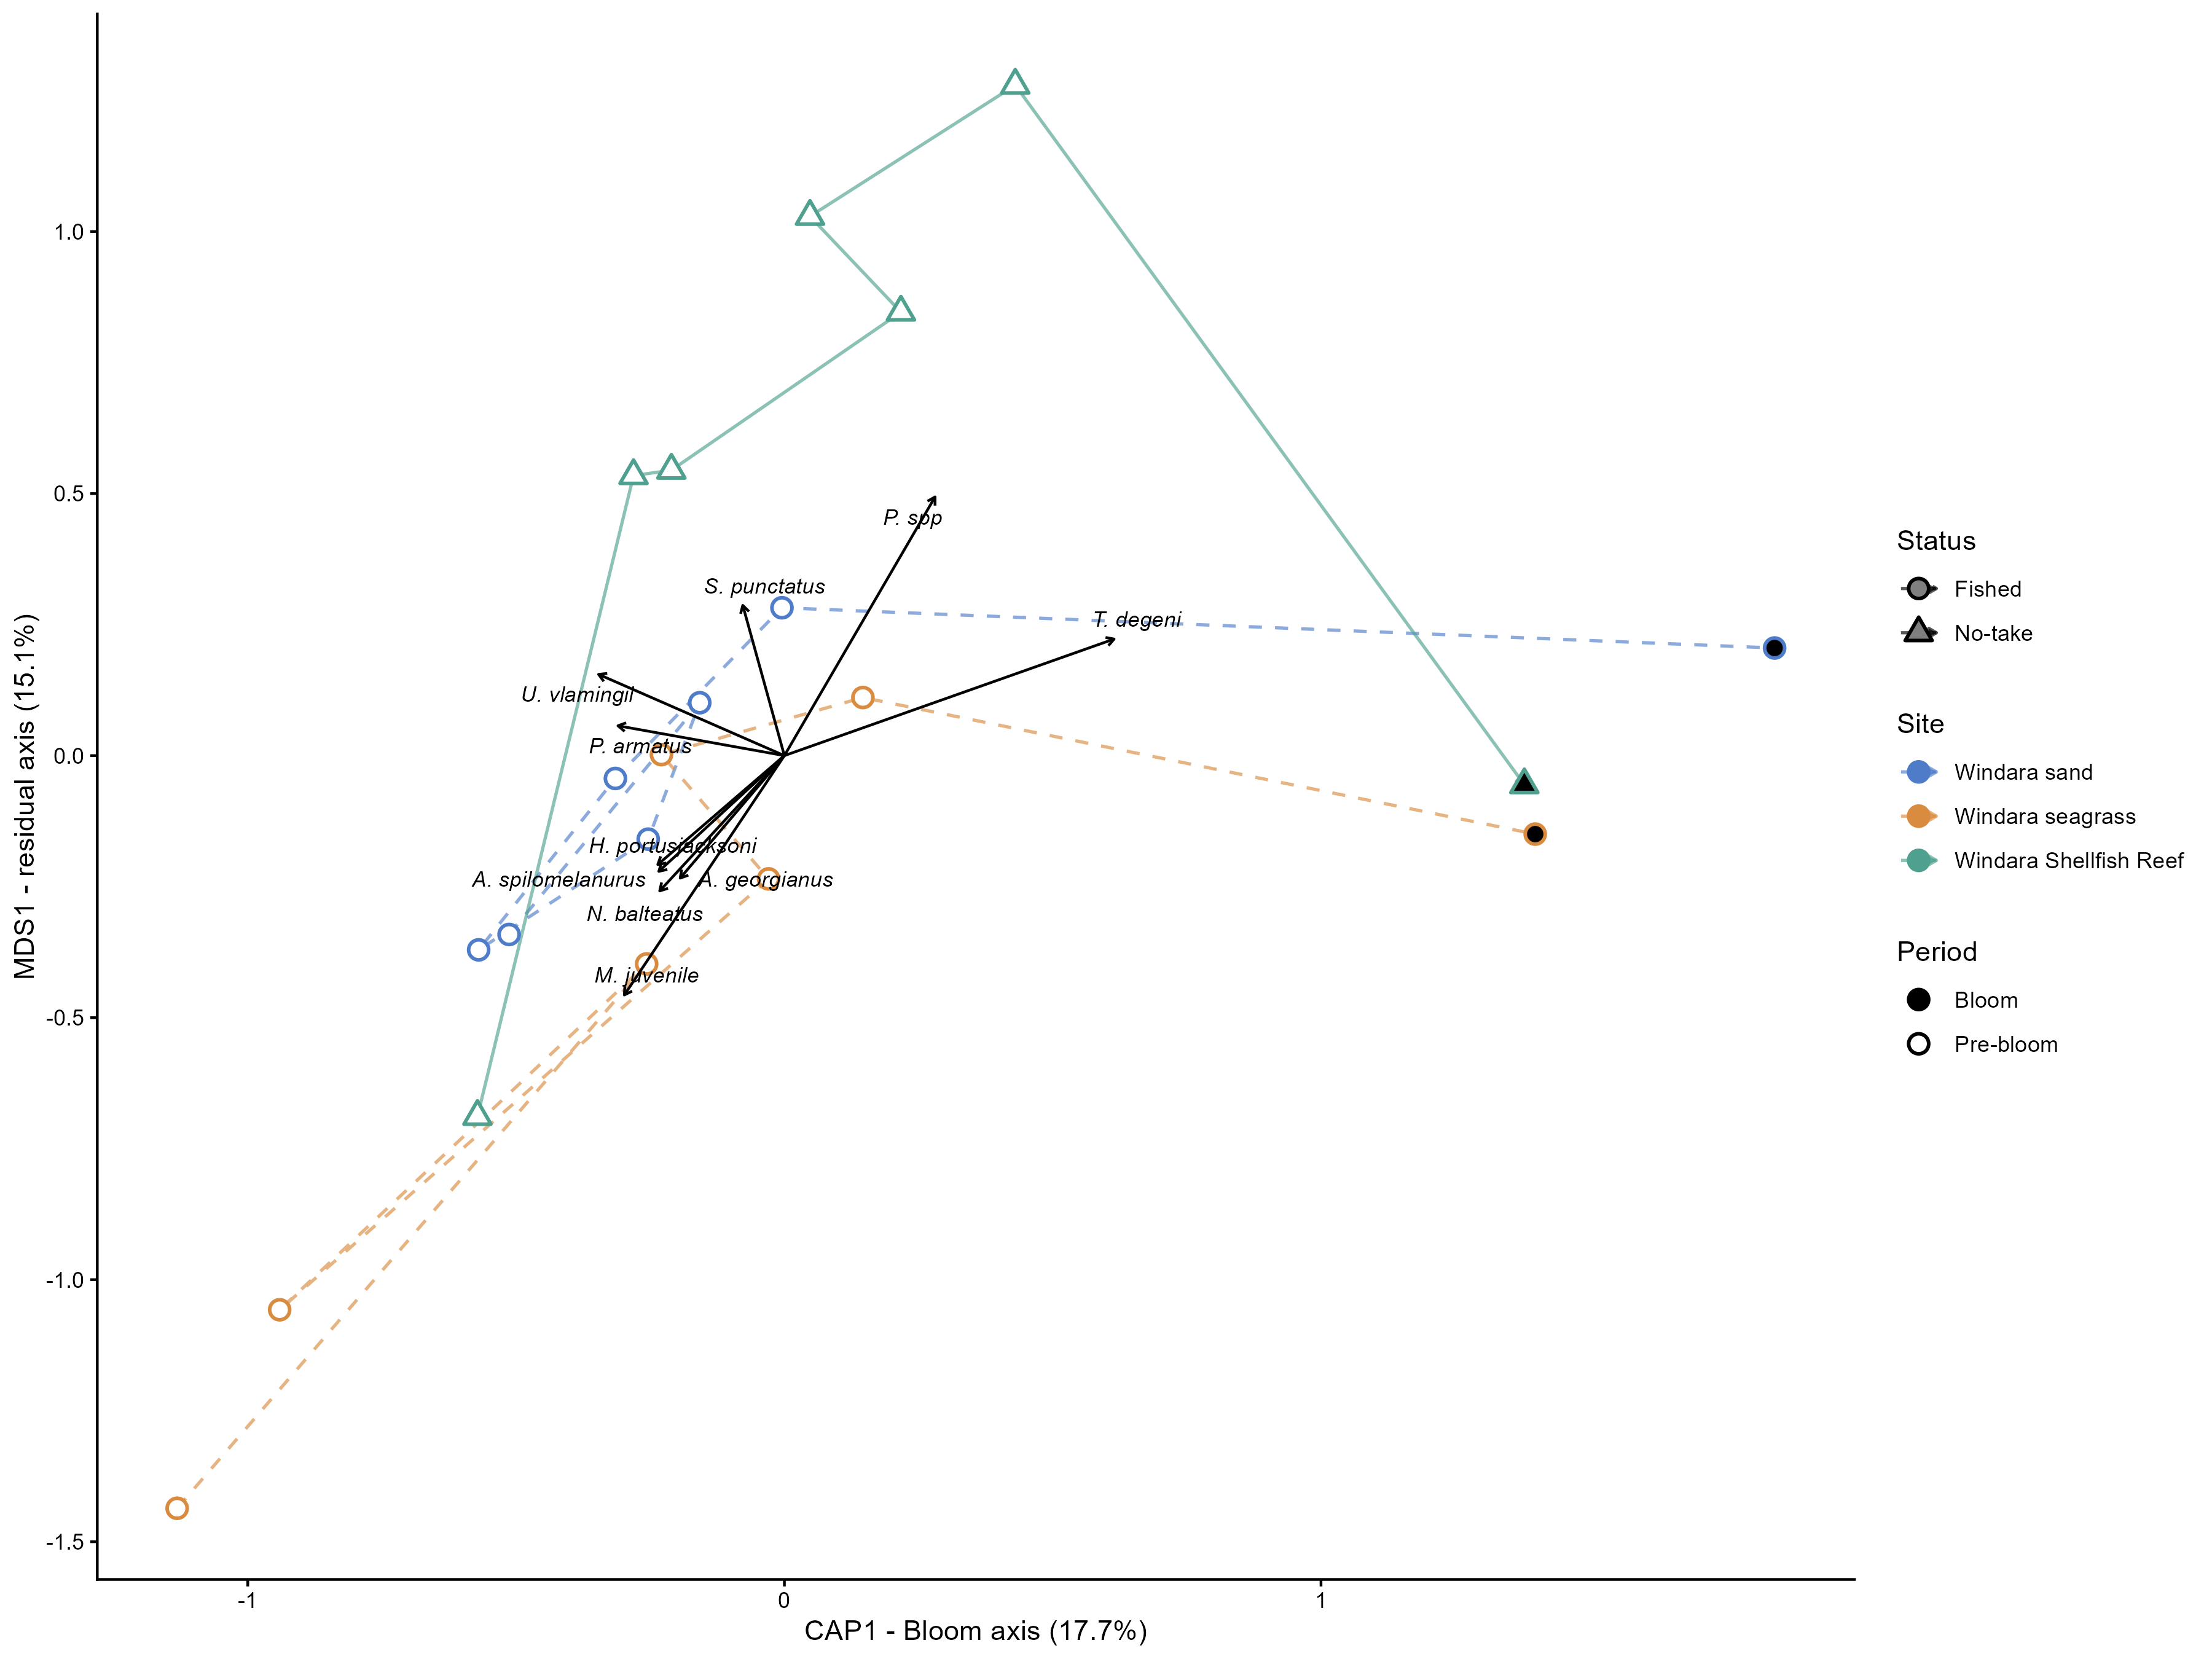 1.0
0.5
0.0
-0.5
-1.0
-1.5
MDS1 - residual axis (15.1%)
P. spp
S. punctatus
T. degeni
U. vlamingii
P. armatus
H. portusjacksoni
A. spilomelanurus
A. georgianus
N. balteatus
M. juvenile
-1
0
1
CAP1 - Bloom axis (17.7%)
Status
Fished
No-take
Site
Windara sand
Windara seagrass
Windara Shellfish Reef
Period
Bloom
Pre-bloom